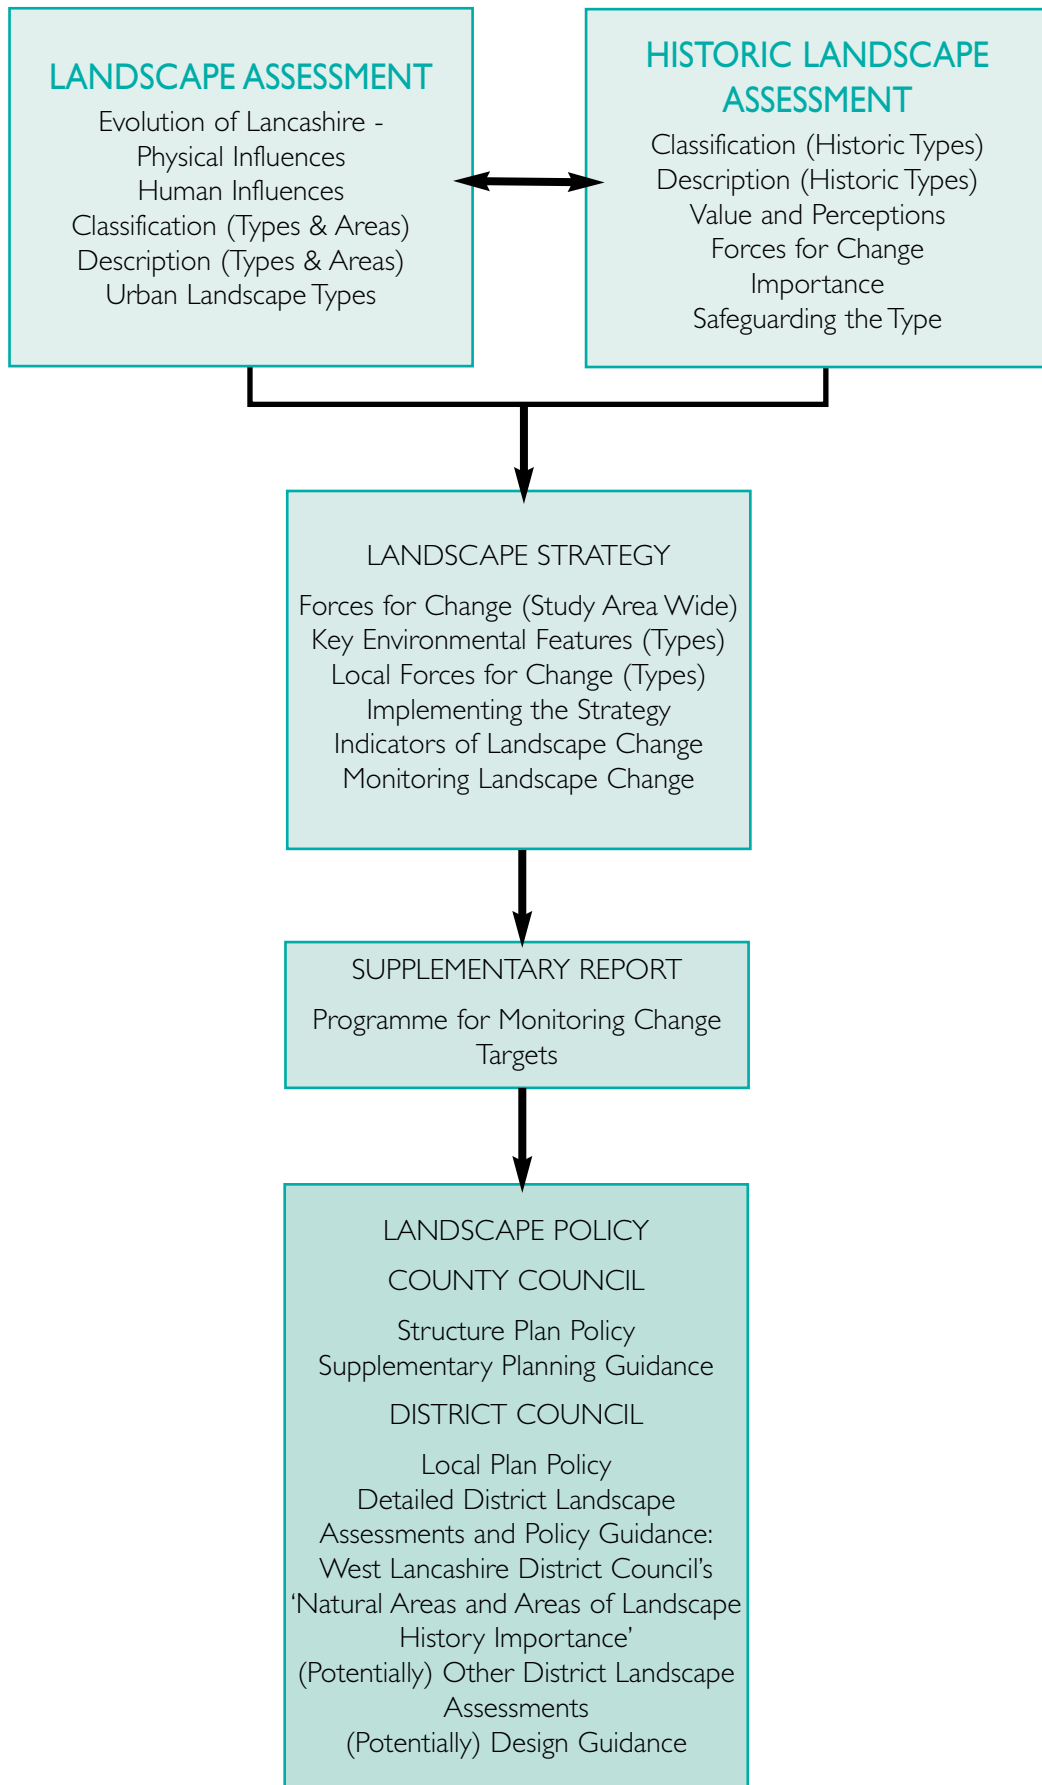 LANDSCAPE ASSESSMENT
Evolution of Lancashire -
Physical Influences
Human Influences
Classification (Types & Areas)
Description (Types & Areas)
Urban Landscape Types
HISTORIC LANDSCAPE
ASSESSMENT
Classification (Historic Types)
Description (Historic Types)
Value and Perceptions
Forces for Change
Importance
Safeguarding the Type
LANDSCAPE STRATEGY
Forces for Change (Study Area Wide)
Key Environmental Features (Types)
Local Forces for Change (Types)
Implementing the Strategy
Indicators of Landscape Change
Monitoring Landscape Change
SUPPLEMENTARY REPORT
Programme for Monitoring Change
Targets
LANDSCAPE POLICY
COUNTY COUNCIL
Structure Plan Policy
Supplementary Planning Guidance
DISTRICT COUNCIL
Local Plan Policy
Detailed District Landscape
Assessments and Policy Guidance:
West Lancashire District Council’s
‘Natural Areas and Areas of Landscape
History Importance’
(Potentially) Other District Landscape
Assessments
(Potentially) Design Guidance